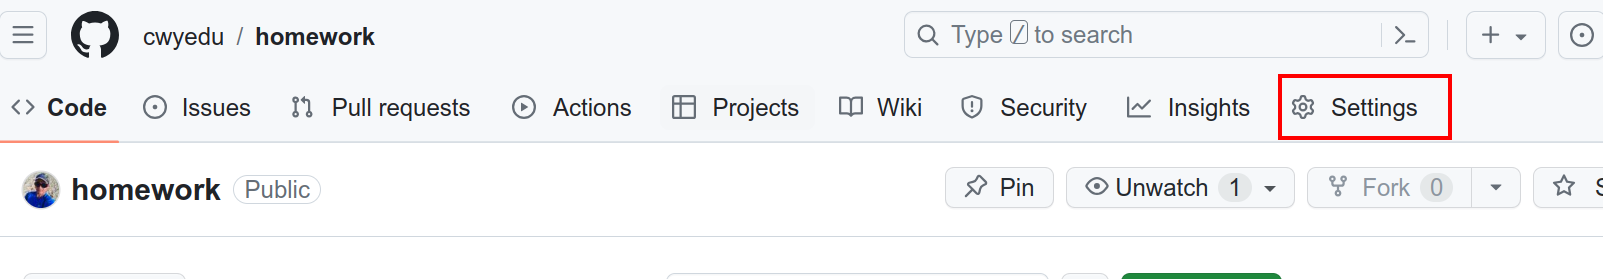 cwyedu / homework
Type / to search
Code Issues Pull requests Actions Projects Wiki Security Insights Settings
homework Public
Pin Unwatch 1 Fork 0